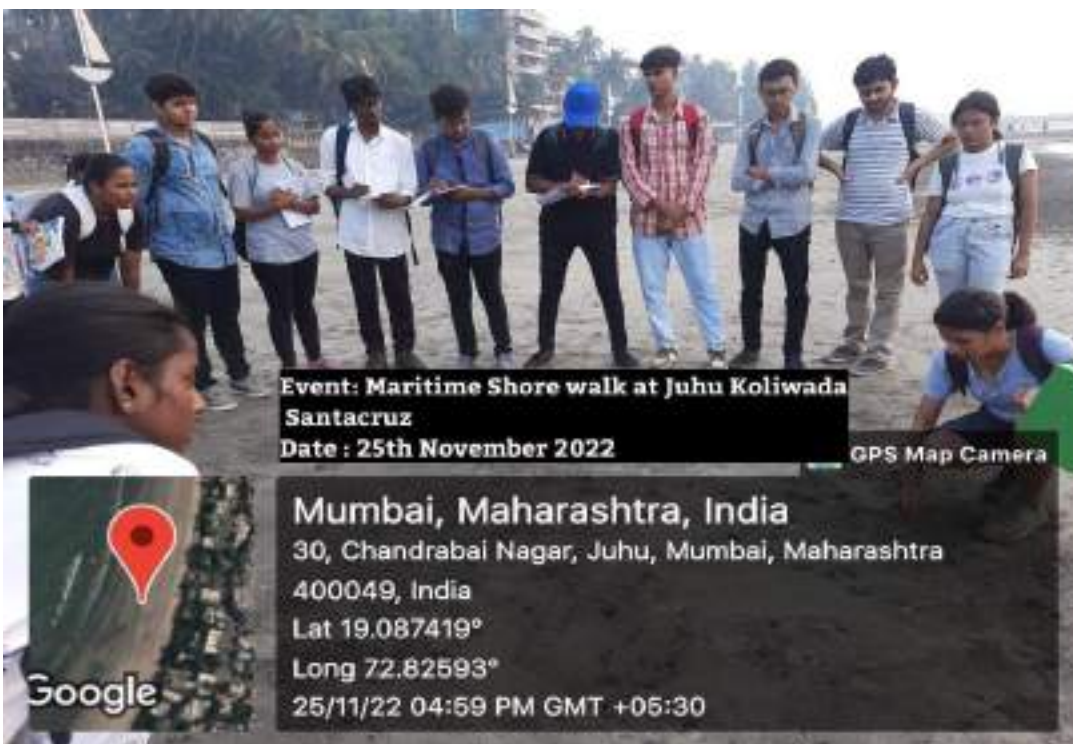 Event: Maritime Shore walk at Juhu Koliwada
Santacruz
Date : 25th November 2022
GPS Map Camera
Mumbai, Maharashtra, India
30, Chandrabai Nagar, Juhu, Mumbai, Maharashtra
400049, India
Lat 19.087419°
Long 72.82593°
25/11/22 04:59 PM GMT +05:30
Google